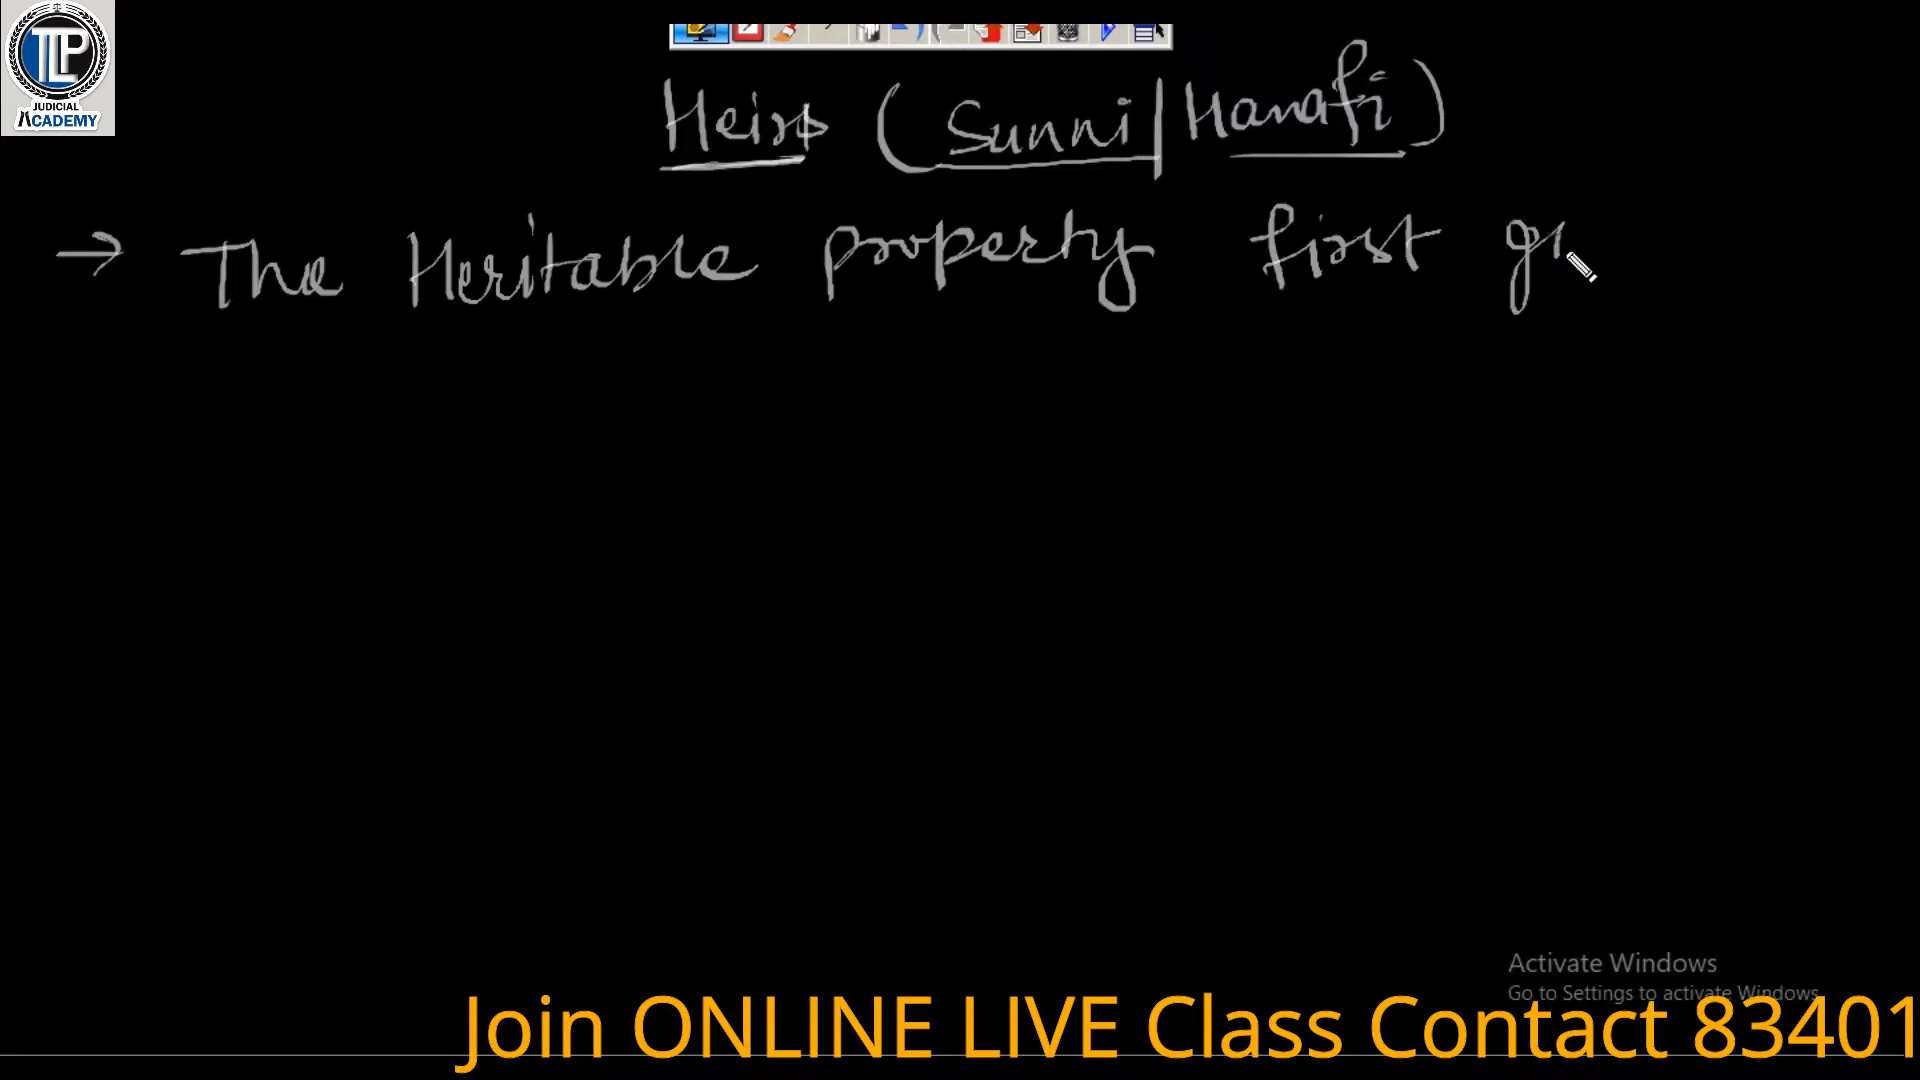 TLP
JUDICIAL
ACADEMY
Heirs (Sunni | Hanafi)
→ The Heritable property first
Activate Windows
Go to Settings to activate Windows
Join ONLINE LIVE Class Contact 83401